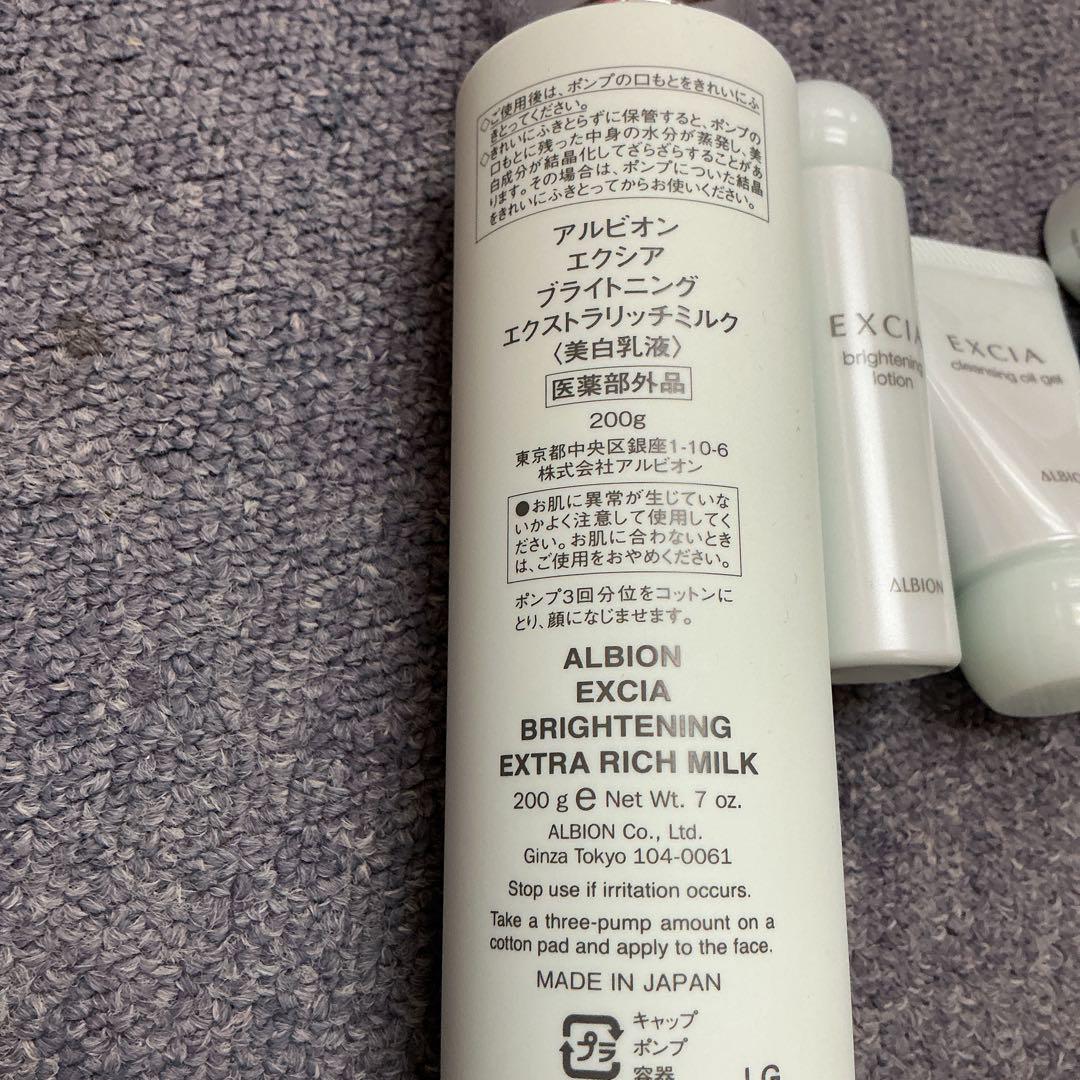 ◇ご使用後は、ポンプの口もとをきれいにふ
きとってください。
◇きれいにふきとらずに保管すると、ポンプの
口もとに残った中身の水分が蒸発し、美
白成分が結晶化してざらざらすることがあ
ります。その場合は、ポンプについた結晶
をきれいにふきとってからお使いください。
アルビオン
エクシア
ブライトニング
エクストラリッチミルク
〈美白乳液〉
医薬部外品
200g
東京都中央区銀座1-10-6
株式会社アルビオン
●お肌に異常が生じていな
いかよく注意して使用してく
ださい。お肌に合わないとき
は、ご使用をおやめください。
ポンプ3回分位をコットンに
とり、顔になじませます。
ALBION
EXCIA
BRIGHTENING
EXTRA RICH MILK
200 g e Net Wt. 7 oz.
ALBION Co., Ltd.
Ginza Tokyo 104-0061
Stop use if irritation occurs.
Take a three-pump amount on a
cotton pad and apply to the face.
MADE IN JAPAN
プラ
キャップ
ポンプ
容器
LG
EXCIA
brightening
lotion
ALBION
EXCIA
cleansing oil gel
ALBIO